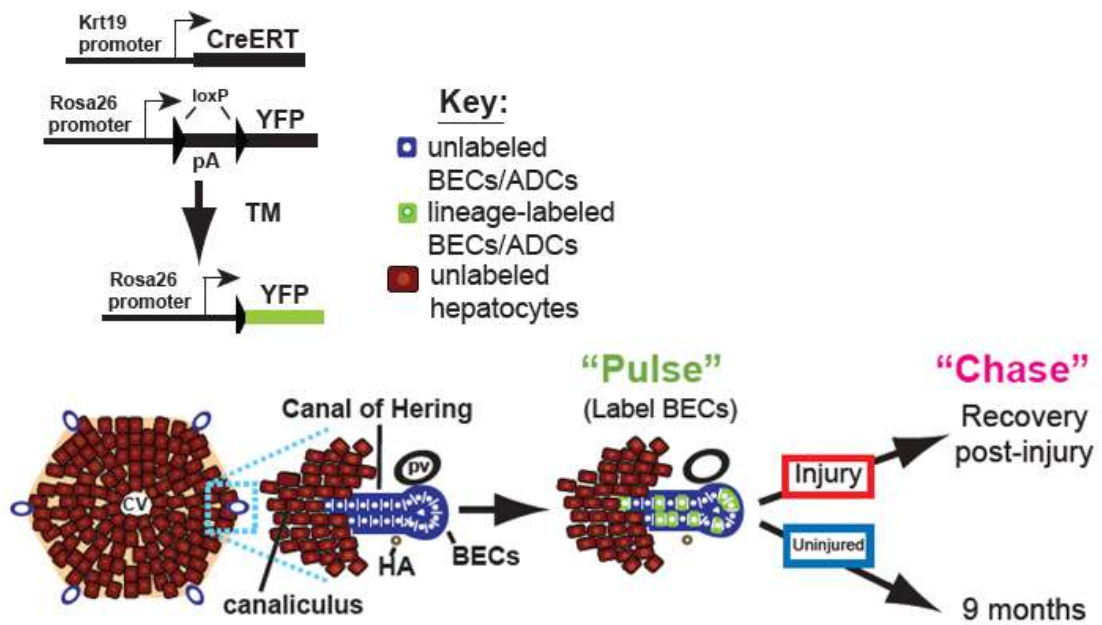 Krt19
promoter
CreERT
Rosa26
promoter
loxP
YFP
pA
TM
Rosa26
promoter
YFP
Key:
unlabeled
BECs/ADCs
lineage-labeled
BECs/ADCs
unlabeled
hepatocytes
"Pulse"
(Label BECs)
"Chase"
Recovery
post-injury
Canal of Hering
pv
CV
HA
BECs
canaliculus
Injury
Uninjured
9 months